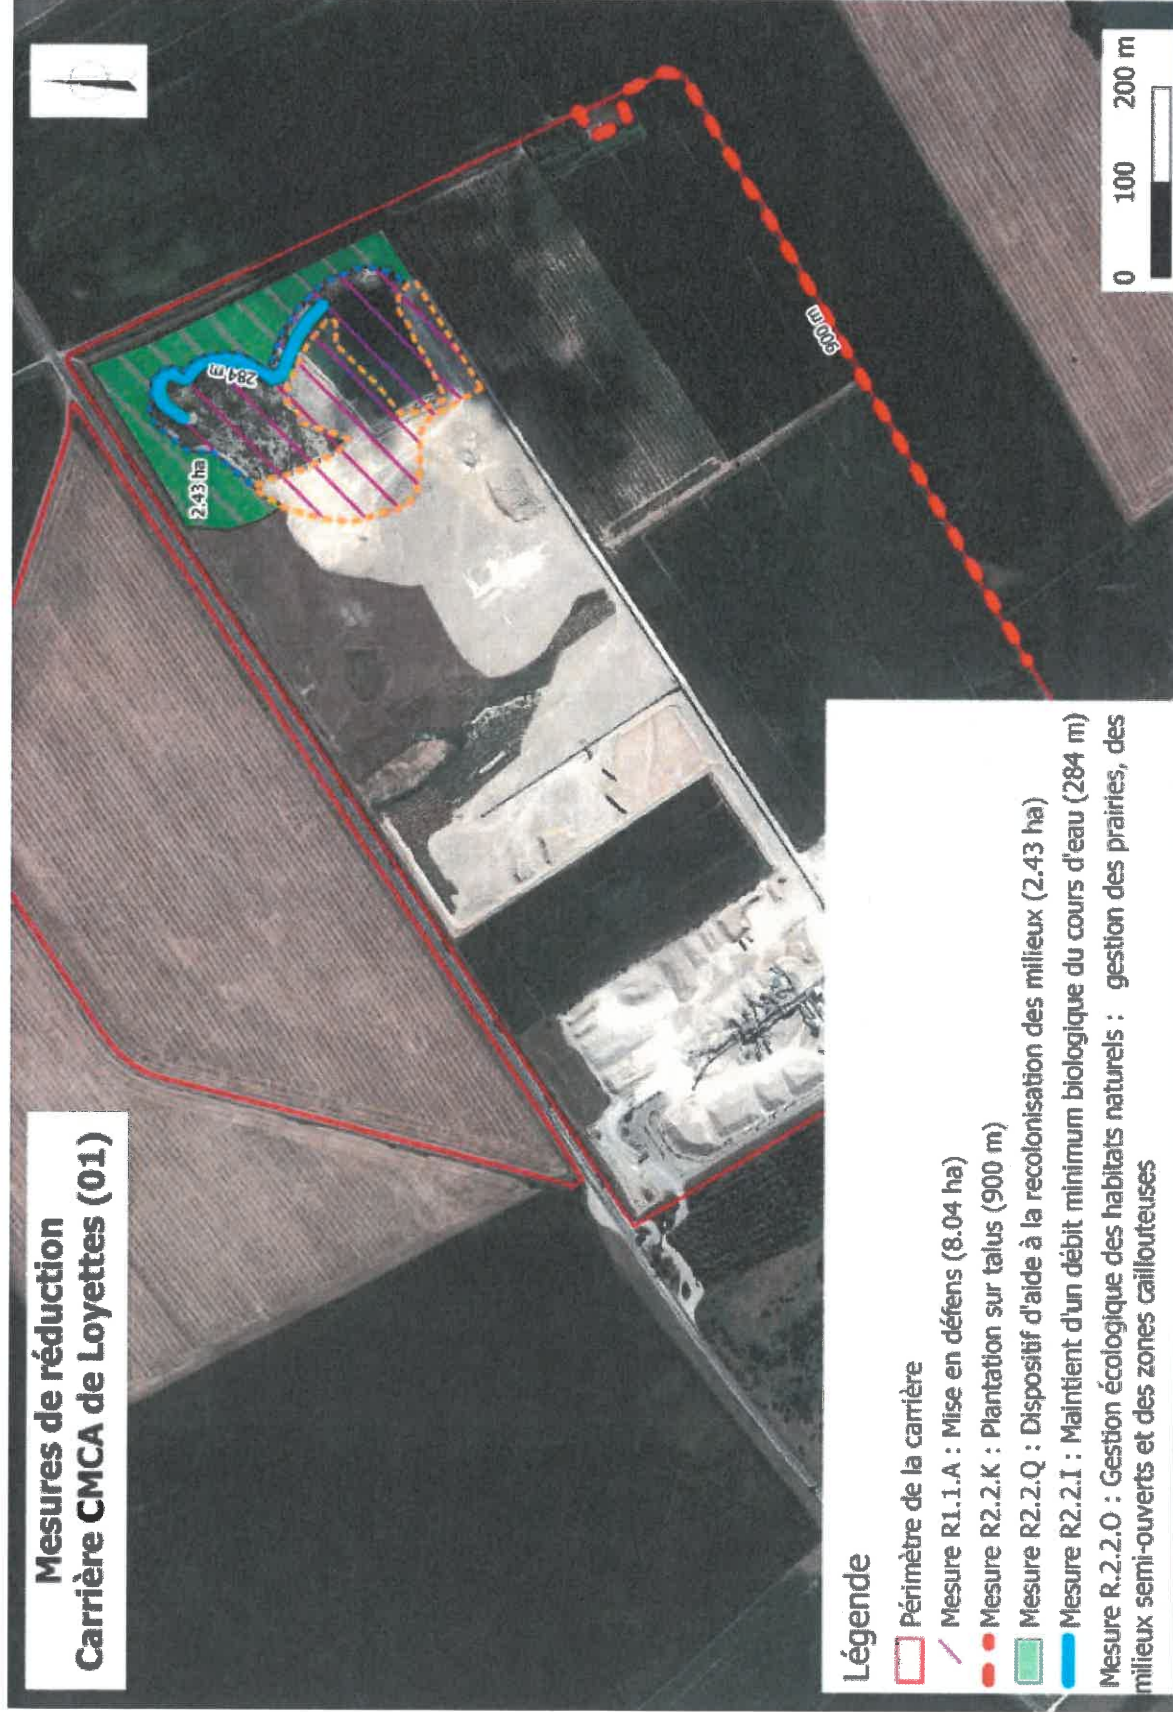 Mesures de réduction
Carrière CMCA de Loyettes (01)
2.43 ha
284 m
900 m
Légende
Périmètre de la carrière
Mesure R1.1.A : Mise en défens (8.04 ha)
Mesure R2.2.K : Plantation sur talus (900 m)
Mesure R2.2.Q : Dispositif d'aide à la recolonisation des milieux (2.43 ha)
Mesure R2.2.I : Maintient d'un débit minimum biologique du cours d'eau (284 m)
Mesure R.2.2.O : Gestion écologique des habitats naturels : gestion des prairies, des
milieux semi-ouverts et des zones caillouteuses
0 100 200 m